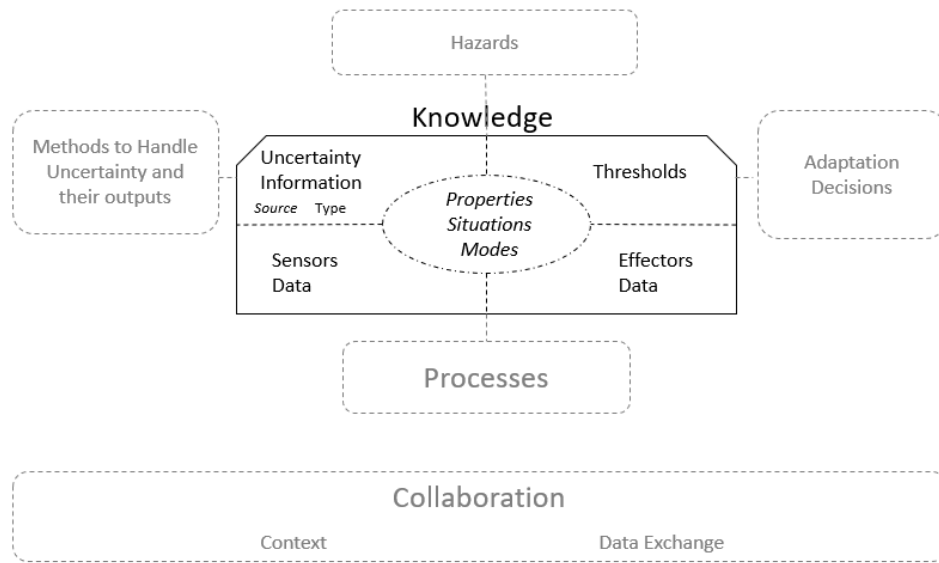 Hazards
Knowledge
Methods to Handle
Uncertainty and
their outputs
Uncertainty
Information
Source Type
Thresholds
Properties
Situations
Modes
Adaptation
Decisions
Sensors
Data
Effectors
Data
Processes
Collaboration
Context
Data Exchange